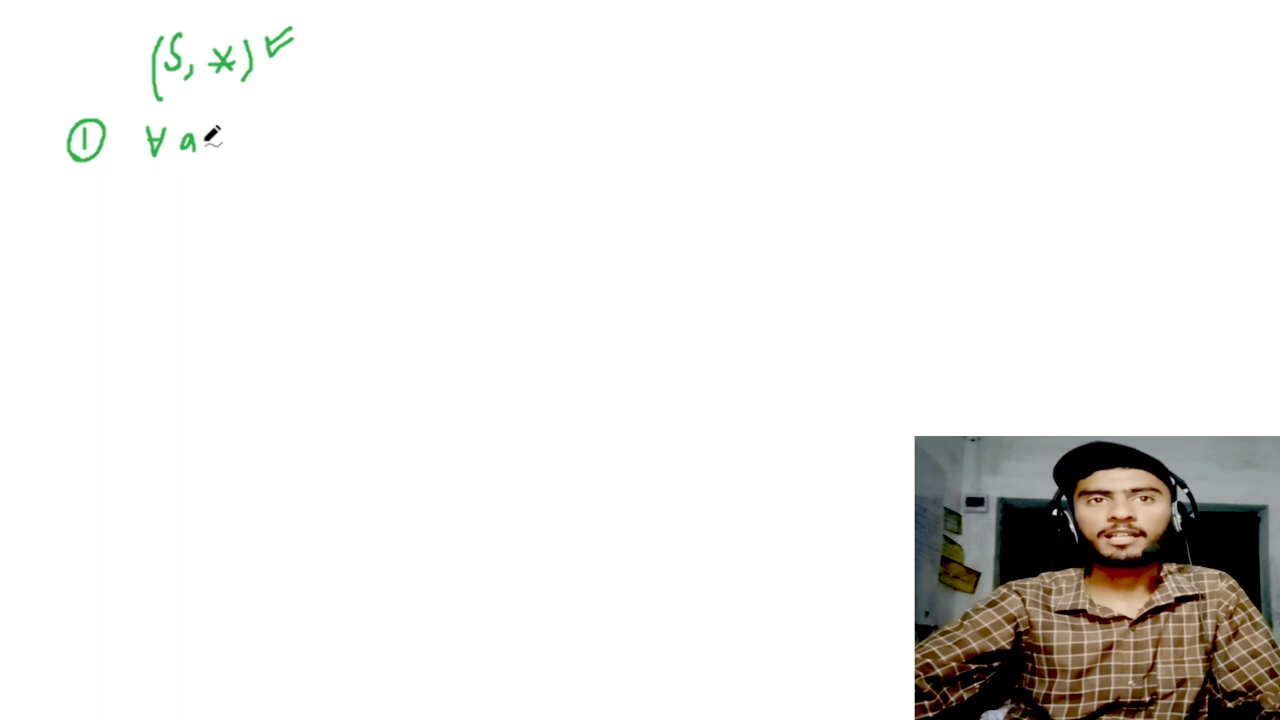 (S, *)
① ∀ a